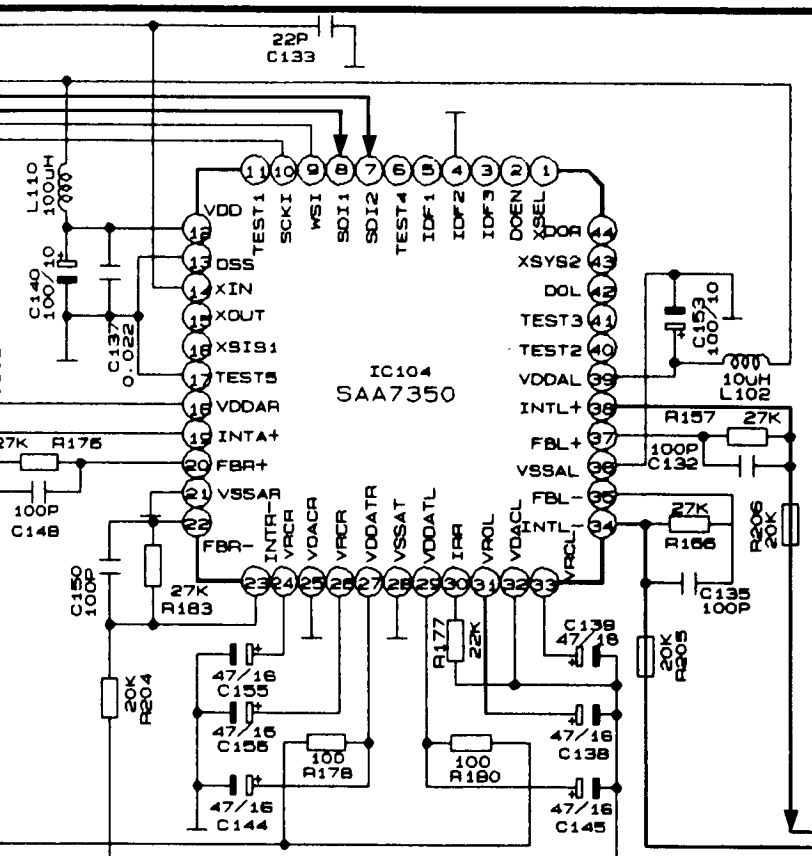 22P
C133
L110
100uH
11
10
9
8
7
6
5
4
3
2
1
TEST1
SCKI
WSI
SDI1
SDI2
TEST4
IDF1
IDF2
IDF3
DOEN
XSEL
VDD
12
13
DSS
14
XIN
15
XOUT
16
XSIS1
17
TEST5
18
VDDAR
19
INTA+
20
FBR+
21
VSSAR
22
FBR-
C140
100/10
C137
0.022
IC104
SAA7350
XDOR
44
XSYS2
43
DOL
42
TEST3
41
TEST2
40
VDDAL
39
INTL+
38
FBL+
37
VSSAL
36
FBL-
35
INTL-
34
C153
100/10
10uH
L102
R157
27K
100P
C132
27K
R166
R206
20K
C135
100P
27K
R176
100P
C148
C150
100P
27K
R183
INTR-
VRCR
VDACR
VRCR
VDDATR
VSSAT
VDDATL
IRR
VROL
VDACL
VRCL
23
24
25
26
27
28
29
30
31
32
33
20K
R204
47/16
C155
47/16
C156
100
R178
47/16
C144
R177
22K
100
R180
C139
47/16
47/16
C138
47/16
C145
20K
R205